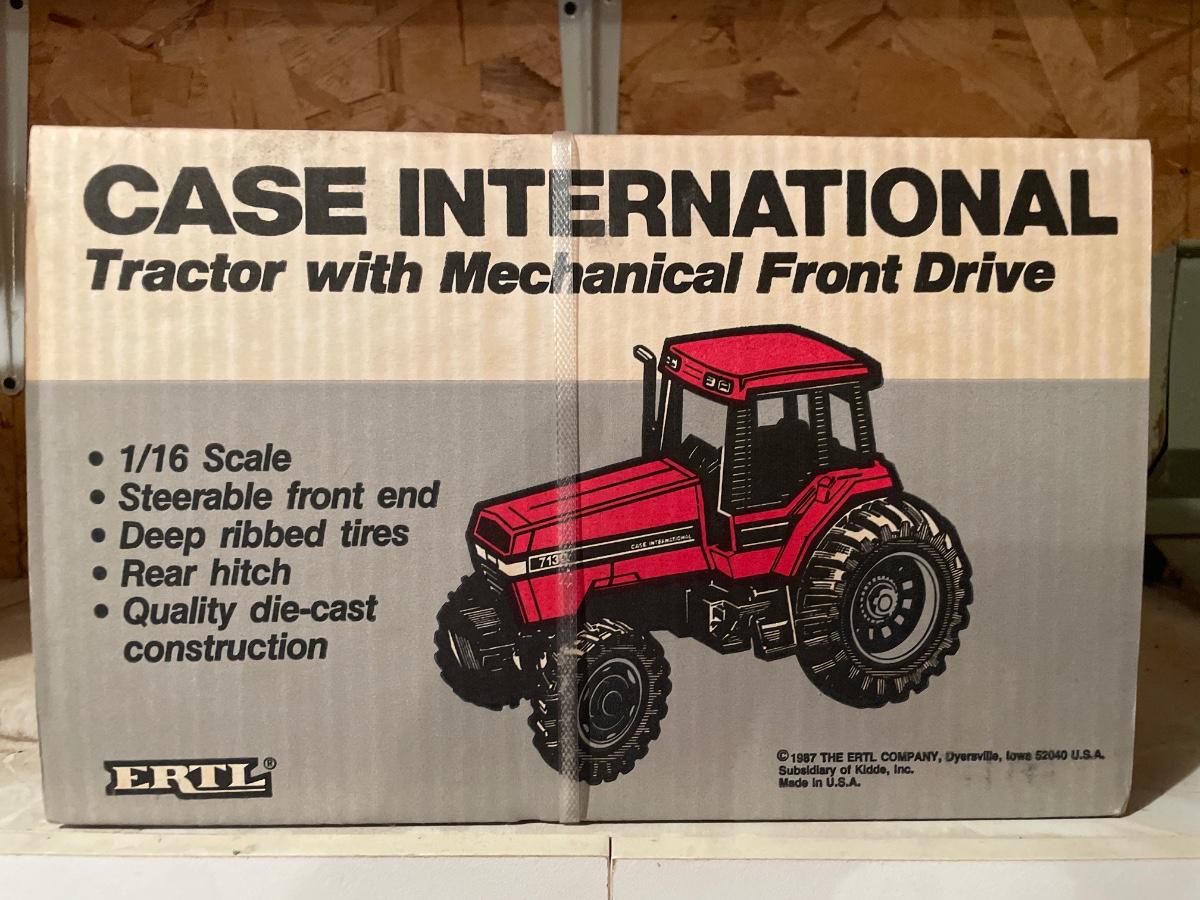 CASE INTERNATIONAL
Tractor with Mechanical Front Drive
• 1/16 Scale
• Steerable front end
• Deep ribbed tires
• Rear hitch
• Quality die-cast
construction
CASE INTERNATIONAL
ERTL®
© 1987 THE ERTL COMPANY, Dyersville, Iowa 52040 U.S.A.
Subsidiary of Kidde, Inc.
Made in U.S.A.